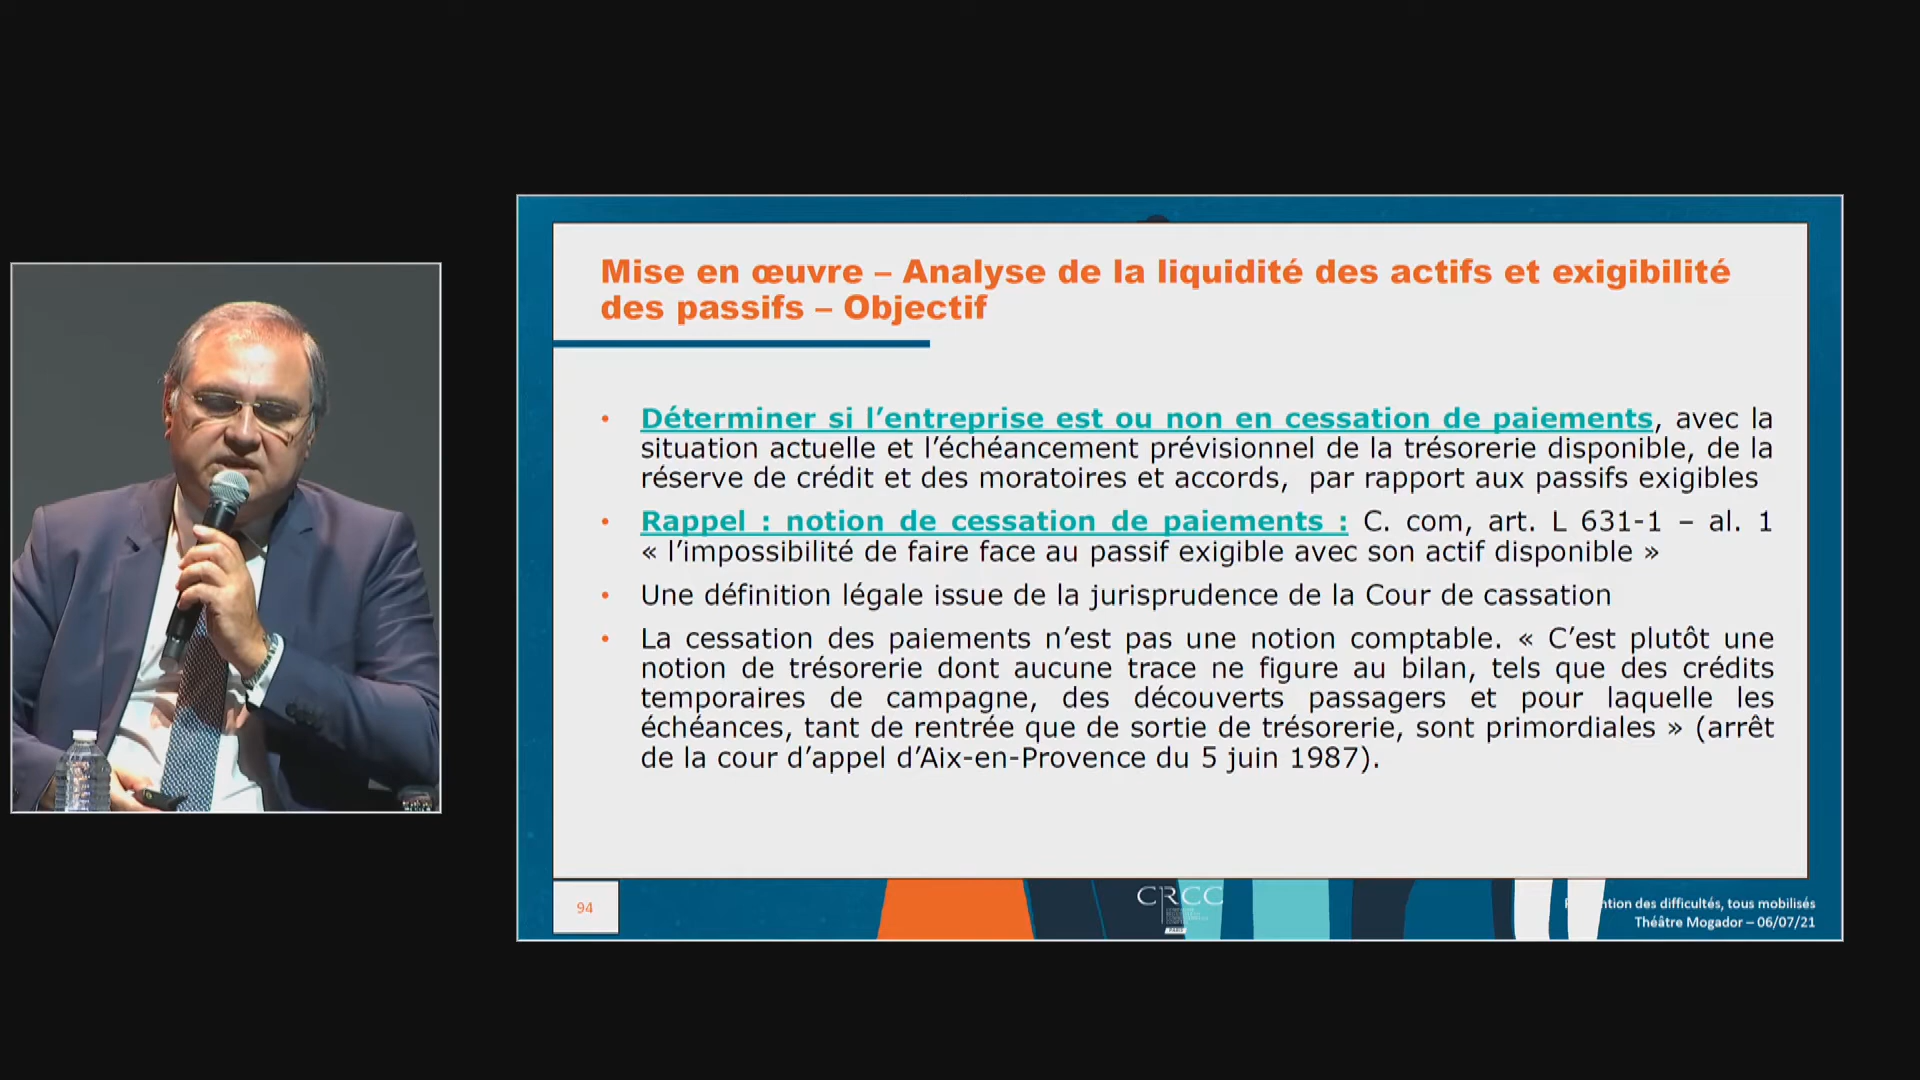 Mise en œuvre – Analyse de la liquidité des actifs et exigibilité
des passifs – Objectif
• Déterminer si l’entreprise est ou non en cessation de paiements, avec la
situation actuelle et l’échéancement prévisionnel de la trésorerie disponible, de la
réserve de crédit et des moratoires et accords, par rapport aux passifs exigibles
• Rappel : notion de cessation de paiements : C. com, art. L 631-1 – al. 1
« l’impossibilité de faire face au passif exigible avec son actif disponible »
• Une définition légale issue de la jurisprudence de la Cour de cassation
• La cessation des paiements n’est pas une notion comptable. « C’est plutôt une
notion de trésorerie dont aucune trace ne figure au bilan, tels que des crédits
temporaires de campagne, des découverts passagers et pour laquelle les
échéances, tant de rentrée que de sortie de trésorerie, sont primordiales » (arrêt
de la cour d’appel d’Aix-en-Provence du 5 juin 1987).
94
CRCC
PARIS
des difficultés, tous mobilisés
Théâtre Mogador – 06/07/21